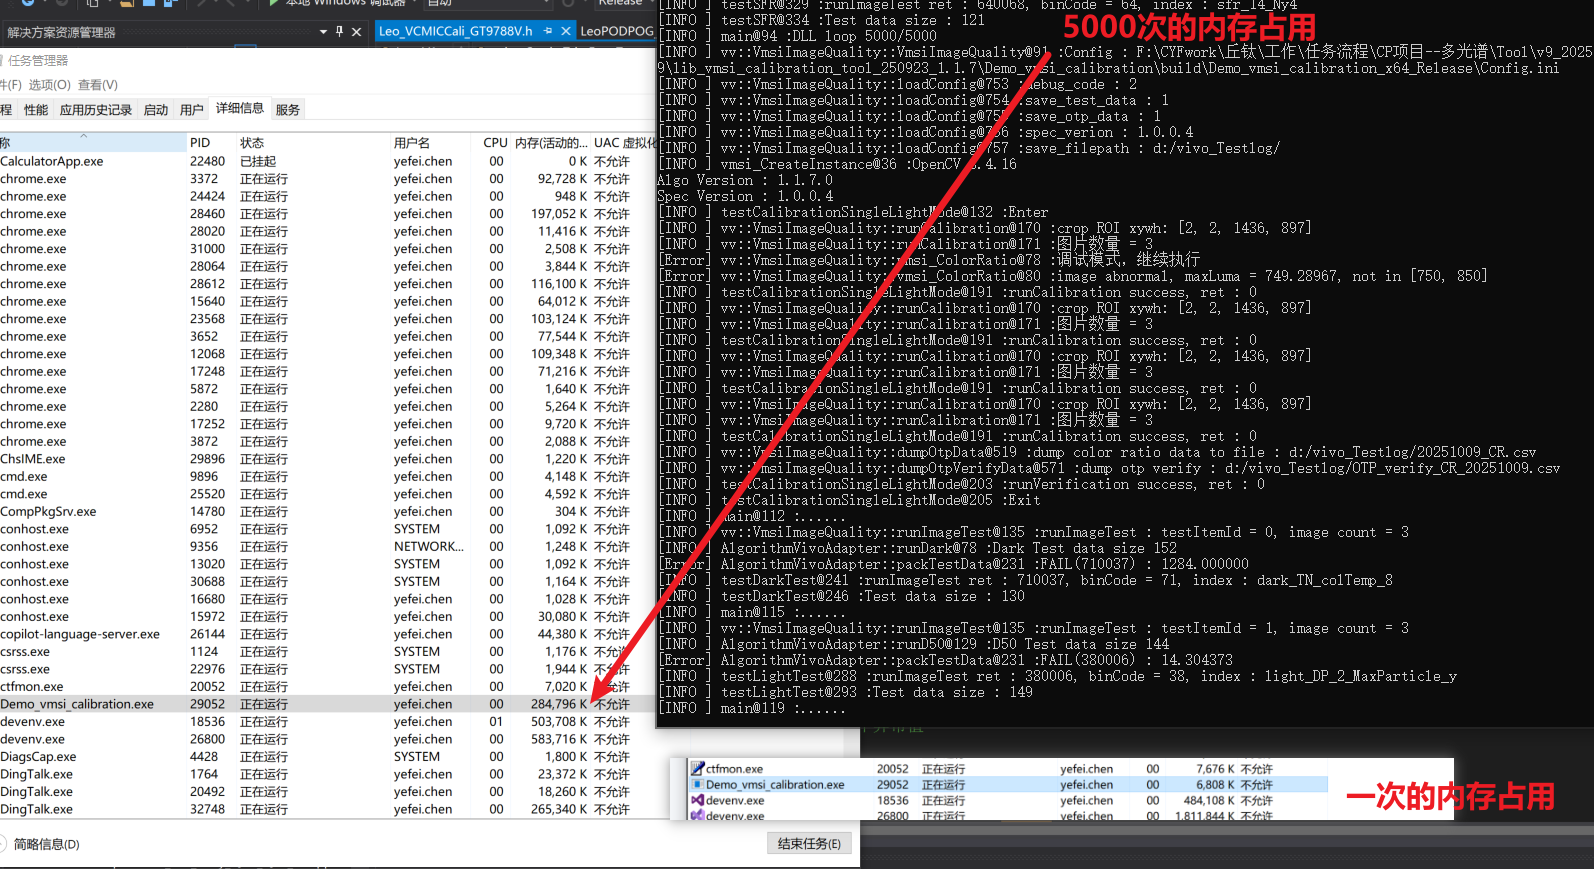 本地 Windows 调试器
自动
Release
解决方案资源管理器
Leo_VCMICCali_GT9788V.h
LeoPODPOG
任务管理器
件(F) 选项(O) 查看(V)
程 性能 应用历史记录 启动 用户 详细信息 服务
称 PID 状态 用户名 CPU 内存(活动的... UAC 虚拟化
CalculatorApp.exe 22480 已挂起 yefei.chen 00 0 K 不允许
chrome.exe 3372 正在运行 yefei.chen 00 92,728 K 不允许
chrome.exe 24424 正在运行 yefei.chen 00 948 K 不允许
chrome.exe 28460 正在运行 yefei.chen 00 197,052 K 不允许
chrome.exe 28020 正在运行 yefei.chen 00 11,416 K 不允许
chrome.exe 31000 正在运行 yefei.chen 00 2,508 K 不允许
chrome.exe 28064 正在运行 yefei.chen 00 3,844 K 不允许
chrome.exe 28612 正在运行 yefei.chen 00 116,100 K 不允许
chrome.exe 15640 正在运行 yefei.chen 00 64,012 K 不允许
chrome.exe 23568 正在运行 yefei.chen 00 103,124 K 不允许
chrome.exe 3652 正在运行 yefei.chen 00 77,544 K 不允许
chrome.exe 12068 正在运行 yefei.chen 00 109,348 K 不允许
chrome.exe 17248 正在运行 yefei.chen 00 71,216 K 不允许
chrome.exe 5872 正在运行 yefei.chen 00 1,640 K 不允许
chrome.exe 2280 正在运行 yefei.chen 00 5,264 K 不允许
chrome.exe 17252 正在运行 yefei.chen 00 9,720 K 不允许
chrome.exe 3872 正在运行 yefei.chen 00 2,088 K 不允许
ChsIME.exe 29896 正在运行 yefei.chen 00 1,220 K 不允许
cmd.exe 9896 正在运行 yefei.chen 00 4,148 K 不允许
cmd.exe 25520 正在运行 yefei.chen 00 4,592 K 不允许
CompPkgSrv.exe 14780 正在运行 yefei.chen 00 304 K 不允许
conhost.exe 6952 正在运行 SYSTEM 00 1,092 K 不允许
conhost.exe 9356 正在运行 NETWORK... 00 1,248 K 不允许
conhost.exe 13020 正在运行 SYSTEM 00 1,092 K 不允许
conhost.exe 30688 正在运行 SYSTEM 00 1,164 K 不允许
conhost.exe 16680 正在运行 yefei.chen 00 1,028 K 不允许
conhost.exe 15972 正在运行 yefei.chen 00 30,080 K 不允许
copilot-language-server.exe 26144 正在运行 yefei.chen 00 44,380 K 不允许
csrss.exe 1124 正在运行 SYSTEM 00 1,176 K 不允许
csrss.exe 22976 正在运行 SYSTEM 00 1,944 K 不允许
ctfmon.exe 20052 正在运行 yefei.chen 00 7,020 K 不允许
Demo_vmsi_calibration.exe 29052 正在运行 yefei.chen 00 284,796 K 不允许
devenv.exe 18536 正在运行 yefei.chen 01 503,708 K 不允许
devenv.exe 26800 正在运行 yefei.chen 00 583,716 K 不允许
DiagsCap.exe 4428 正在运行 SYSTEM 00 1,800 K 不允许
DingTalk.exe 1764 正在运行 yefei.chen 00 23,372 K 不允许
DingTalk.exe 20492 正在运行 yefei.chen 00 18,260 K 不允许
DingTalk.exe 32748 正在运行 yefei.chen 00 265,340 K 不允许
简略信息(D) 结束任务(E)
[INFO ] testSFR@329 :runImageTest ret : 640068, binCode = 64, index : sfr_14_Ny4
[INFO ] testSFR@334 :Test data size : 121
[INFO ] main@94 :DLL loop 5000/5000
5000次的内存占用
[INFO ] vv::VmsiImageQuality::VmsiImageQuality@91 :Config : F:\CYFwork\丘钛\工作\任务流程\CP项目--多光谱\Tool\v9_2025
9\lib_vmsi_calibration_tool_250923_1.1.7\Demo_vmsi_calibration\build\Demo_vmsi_calibration_x64_Release\Config.ini
[INFO ] vv::VmsiImageQuality::loadConfig@753 :debug_code : 2
[INFO ] vv::VmsiImageQuality::loadConfig@754 :save_test_data : 1
[INFO ] vv::VmsiImageQuality::loadConfig@755 :save_otp_data : 1
[INFO ] vv::VmsiImageQuality::loadConfig@756 :spec_verion : 1.0.0.4
[INFO ] vv::VmsiImageQuality::loadConfig@757 :save_filepath : d:/vivo_Testlog/
[INFO ] vmsi_CreateInstance@36 :OpenCV 3.4.16
Algo Version : 1.1.7.0
Spec Version : 1.0.0.4
[INFO ] testCalibrationSingleLightMode@132 :Enter
[INFO ] vv::VmsiImageQuality::runCalibration@170 :crop ROI xywh: [2, 2, 1436, 897]
[INFO ] vv::VmsiImageQuality::runCalibration@171 :图片数量 = 3
[Error] vv::VmsiImageQuality::vmsi_ColorRatio@78 :调试模式，继续执行
[Error] vv::VmsiImageQuality::vmsi_ColorRatio@80 :image abnormal, maxLuma = 749.28967, not in [750, 850]
[INFO ] testCalibrationSingleLightMode@191 :runCalibration success, ret : 0
[INFO ] vv::VmsiImageQuality::runCalibration@170 :crop ROI xywh: [2, 2, 1436, 897]
[INFO ] vv::VmsiImageQuality::runCalibration@171 :图片数量 = 3
[INFO ] testCalibrationSingleLightMode@191 :runCalibration success, ret : 0
[INFO ] vv::VmsiImageQuality::runCalibration@170 :crop ROI xywh: [2, 2, 1436, 897]
[INFO ] vv::VmsiImageQuality::runCalibration@171 :图片数量 = 3
[INFO ] testCalibrationSingleLightMode@191 :runCalibration success, ret : 0
[INFO ] vv::VmsiImageQuality::runCalibration@170 :crop ROI xywh: [2, 2, 1436, 897]
[INFO ] vv::VmsiImageQuality::runCalibration@171 :图片数量 = 3
[INFO ] testCalibrationSingleLightMode@191 :runCalibration success, ret : 0
[INFO ] vv::VmsiImageQuality::dumpOtpData@519 :dump color ratio data to file : d:/vivo_Testlog/20251009_CR.csv
[INFO ] vv::VmsiImageQuality::dumpOtpVerifyData@571 :dump otp verify : d:/vivo_Testlog/OTP_verify_CR_20251009.csv
[INFO ] testCalibrationSingleLightMode@203 :runVerification success, ret : 0
[INFO ] testCalibrationSingleLightMode@205 :Exit
[INFO ] main@112 :......
[INFO ] vv::VmsiImageQuality::runImageTest@135 :runImageTest : testItemId = 0, image count = 3
[INFO ] AlgorithmVivoAdapter::runDark@78 :Dark Test data size 152
[Error] AlgorithmVivoAdapter::packTestData@231 :FAIL(710037) : 1284.000000
[INFO ] testDarkTest@241 :runImageTest ret : 710037, binCode = 71, index : dark_TN_colTemp_8
[INFO ] testDarkTest@246 :Test data size : 130
[INFO ] main@115 :......
[INFO ] vv::VmsiImageQuality::runImageTest@135 :runImageTest : testItemId = 1, image count = 3
[INFO ] AlgorithmVivoAdapter::runD50@129 :D50 Test data size 144
[Error] AlgorithmVivoAdapter::packTestData@231 :FAIL(380006) : 14.304373
[INFO ] testLightTest@288 :runImageTest ret : 380006, binCode = 38, index : light_DP_2_MaxParticle_y
[INFO ] testLightTest@293 :Test data size : 149
[INFO ] main@119 :......
ctfmon.exe 20052 正在运行 yefei.chen 00 7,676 K 不允许
Demo_vmsi_calibration.exe 29052 正在运行 yefei.chen 00 6,808 K 不允许
devenv.exe 18536 正在运行 yefei.chen 00 484,108 K 不允许
devenv.exe 26800 正在运行 yefei.chen 00 1,811,844 K 不允许
一次的内存占用